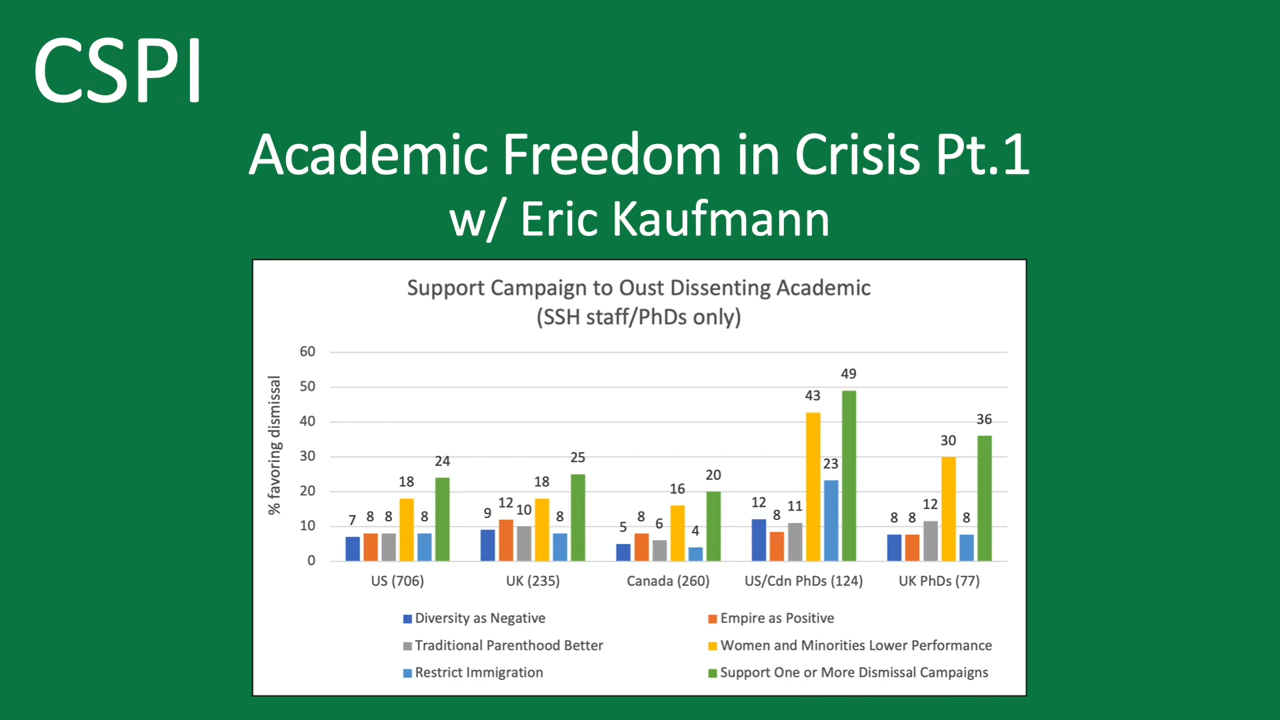 CSPI
Academic Freedom in Crisis Pt.1
w/ Eric Kaufmann
Support Campaign to Oust Dissenting Academic
(SSH staff/PhDs only)
% favoring dismissal
60
50
40
30
20
10
0
7 8 8 18 8 24
9 12 10 18 8 25
5 8 6 16 4 20
12 8 11 43 23 49
8 8 12 30 8 36
US (706) UK (235) Canada (260) US/Cdn PhDs (124) UK PhDs (77)
Diversity as Negative Empire as Positive
Traditional Parenthood Better Women and Minorities Lower Performance
Restrict Immigration Support One or More Dismissal Campaigns